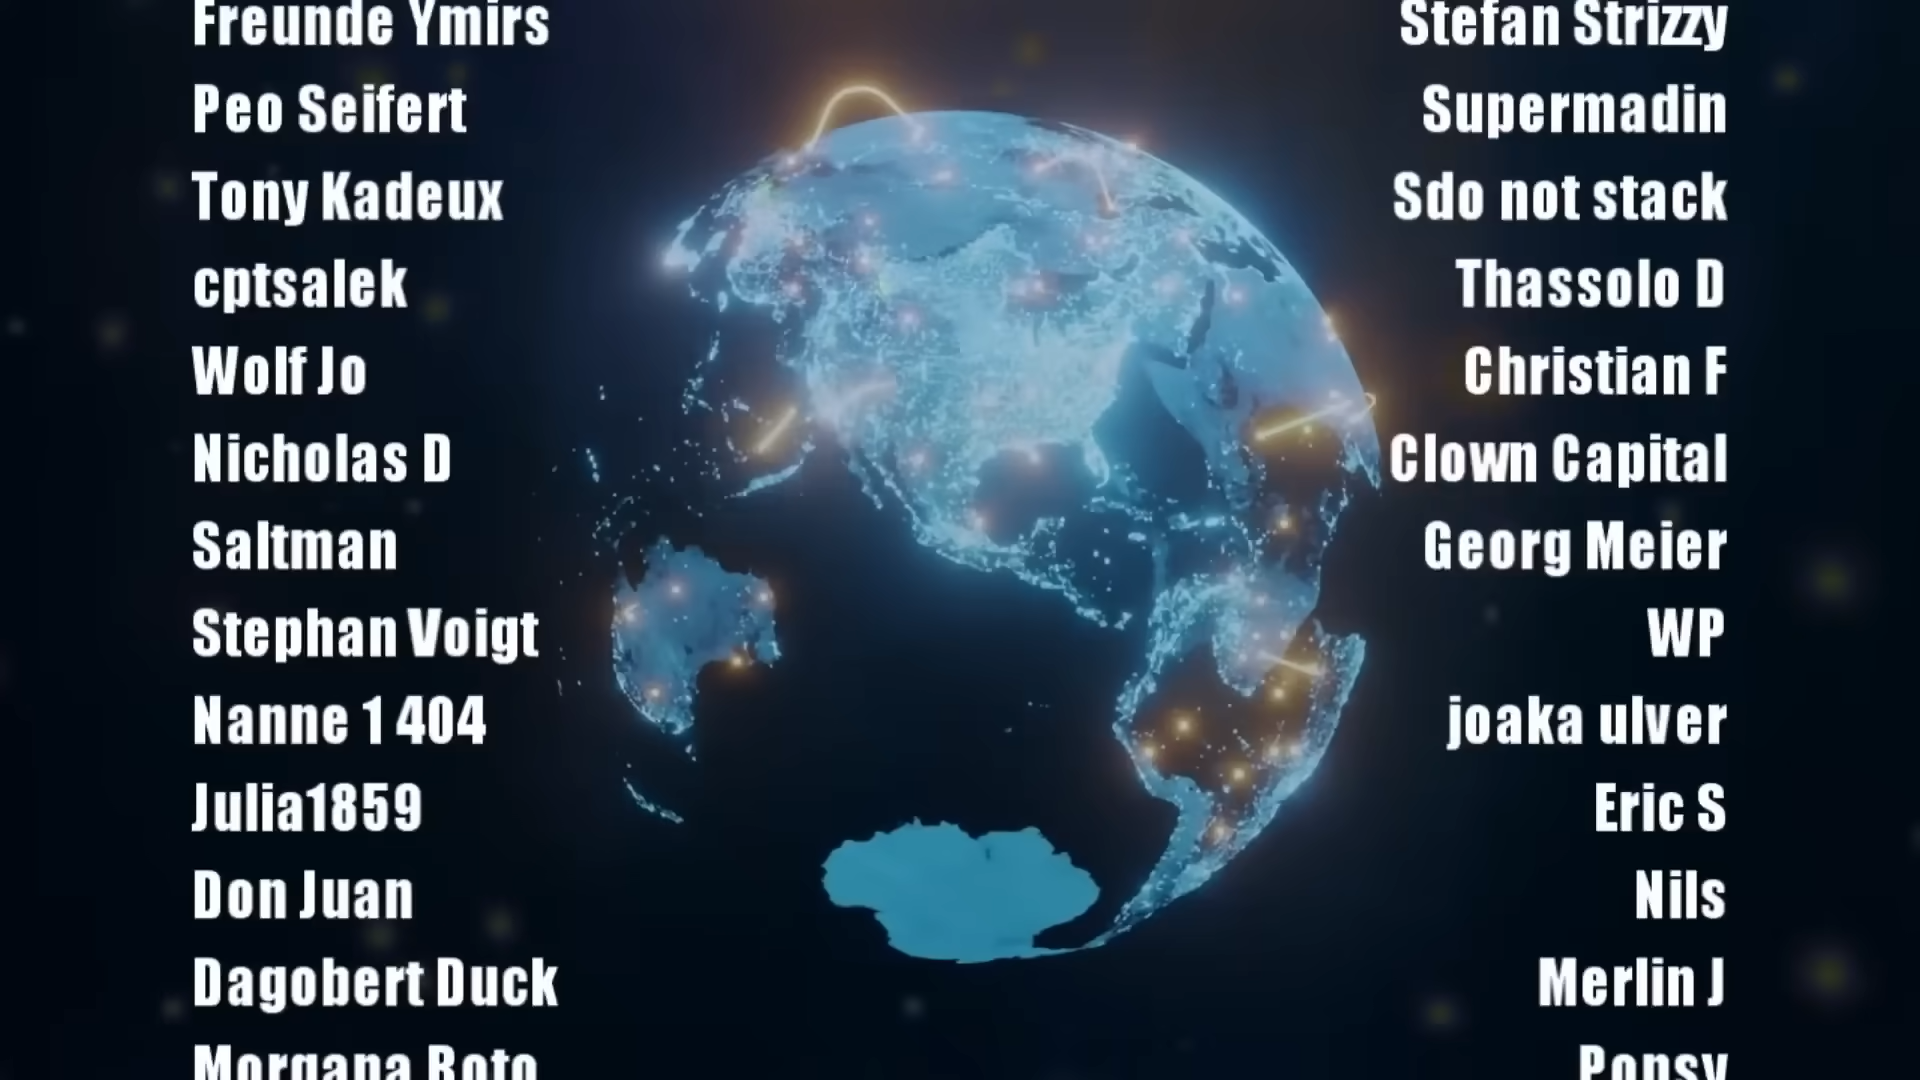 Freunde Ymirs
Peo Seifert
Tony Kadeux
cptsalek
Wolf Jo
Nicholas D
Saltman
Stephan Voigt
Nanne 1 404
Julia1859
Don Juan
Dagobert Duck
Morgana Roto
Stefan Strizzy
Supermadin
Sdo not stack
Thassolo D
Christian F
Clown Capital
Georg Meier
WP
joaka ulver
Eric S
Nils
Merlin J